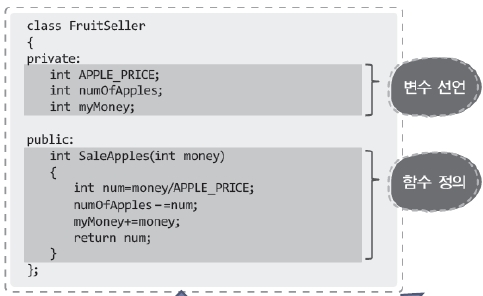 class FruitSeller
{
private:
int APPLE_PRICE;
int numOfApples;
int myMoney;
변수 선언
public:
int SaleApples(int money)
{
int num=money/APPLE_PRICE;
numOfApples-=num;
myMoney+=money;
return num;
}
함수 정의
};